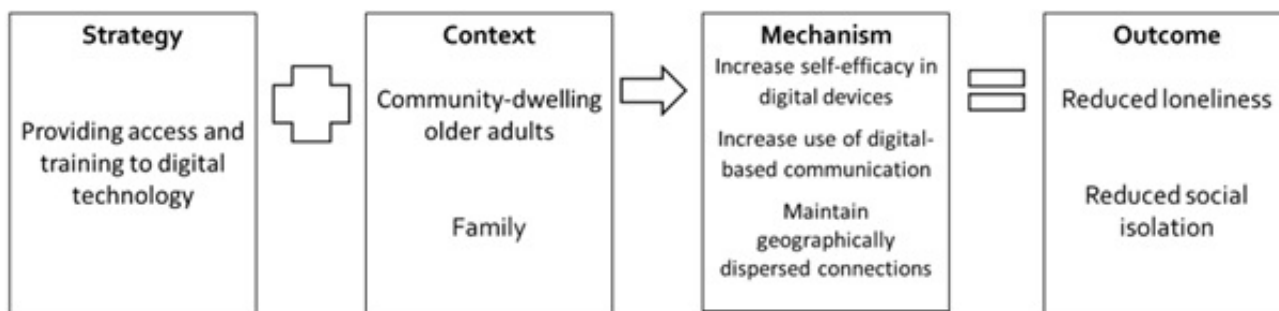 Strategy
Providing access and
training to digital
technology
Context
Community-dwelling
older adults
Family
Mechanism
Increase self-efficacy in
digital devices
Increase use of digital-
based communication
Maintain
geographically
dispersed connections
Outcome
Reduced loneliness
Reduced social
isolation